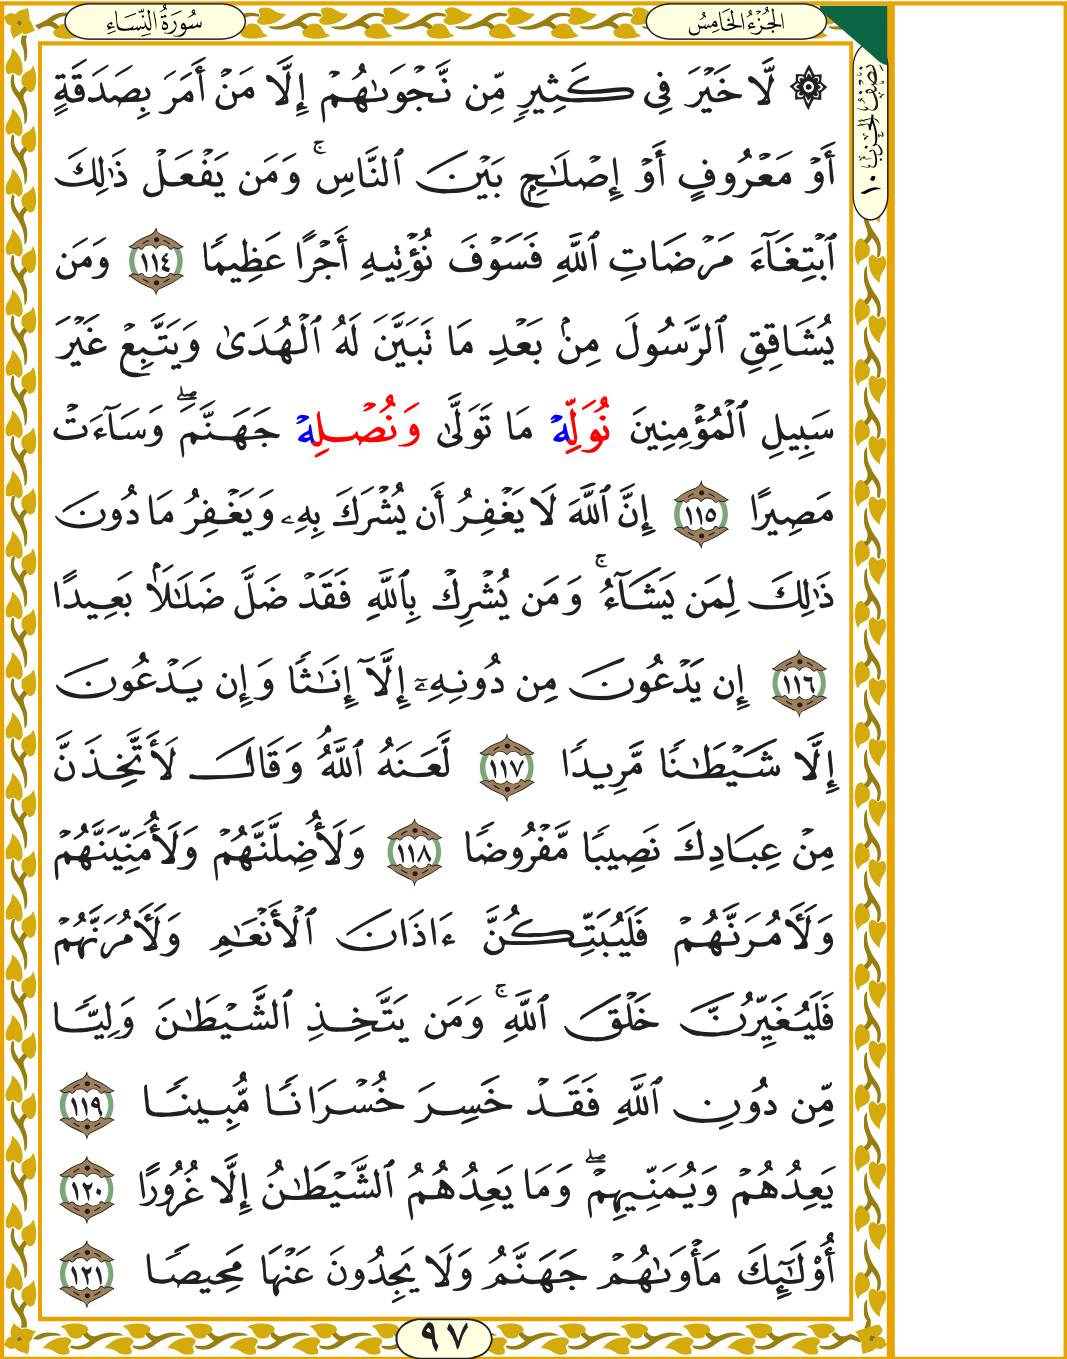 سُورَةُ النِّسَاءِ
الجُزْءُ الخَامِسُ
نِصْفُ الحِزْبِ ١٠
۞ لَّا خَيْرَ فِي كَثِيرٍ مِّن نَّجْوَىٰهُمْ إِلَّا مَنْ أَمَرَ بِصَدَقَةٍ
أَوْ مَعْرُوفٍ أَوْ إِصْلَٰحٍۭ بَيْنَ ٱلنَّاسِۚ وَمَن يَفْعَلْ ذَٰلِكَ
ٱبْتِغَآءَ مَرْضَاتِ ٱللَّهِ فَسَوْفَ نُؤْتِيهِ أَجْرًا عَظِيمًا ١١٤ وَمَن
يُشَاقِقِ ٱلرَّسُولَ مِنۢ بَعْدِ مَا تَبَيَّنَ لَهُ ٱلْهُدَىٰ وَيَتَّبِعْ غَيْرَ
سَبِيلِ ٱلْمُؤْمِنِينَ نُوَلِّهْ مَا تَوَلَّىٰ وَنُصْلِهْ جَهَنَّمَۖ وَسَآءَتْ
مَصِيرًا ١١٥ إِنَّ ٱللَّهَ لَا يَغْفِرُ أَن يُشْرَكَ بِهِۦ وَيَغْفِرُ مَا دُونَ
ذَٰلِكَ لِمَن يَشَآءُۚ وَمَن يُشْرِكْ بِٱللَّهِ فَقَدْ ضَلَّ ضَلَٰلًۢا بَعِيدًا
١١٦ إِن يَدْعُونَ مِن دُونِهِۦٓ إِلَّآ إِنَٰثًا وَإِن يَدْعُونَ
إِلَّا شَيْطَٰنًا مَّرِيدًا ١١٧ لَّعَنَهُ ٱللَّهُۘ وَقَالَ لَأَتَّخِذَنَّ
مِنْ عِبَادِكَ نَصِيبًا مَّفْرُوضًا ١١٨ وَلَأُضِلَّنَّهُمْ وَلَأُمَنِّيَنَّهُمْ
وَلَأٓمُرَنَّهُمْ فَلَيُبَتِّكُنَّ ءَاذَانَ ٱلْأَنْعَٰمِ وَلَأٓمُرَنَّهُمْ
فَلَيُغَيِّرُنَّ خَلْقَ ٱللَّهِۚ وَمَن يَتَّخِذِ ٱلشَّيْطَٰنَ وَلِيًّا
مِّن دُونِ ٱللَّهِ فَقَدْ خَسِرَ خُسْرَانًا مُّبِينًا ١١٩
يَعِدُهُمْ وَيُمَنِّيهِمْۖ وَمَا يَعِدُهُمُ ٱلشَّيْطَٰنُ إِلَّا غُرُورًا ١٢٠
أُو۟لَٰٓئِكَ مَأْوَىٰهُمْ جَهَنَّمُ وَلَا يَجِدُونَ عَنْهَا مَحِيصًا ١٢١
٩٧